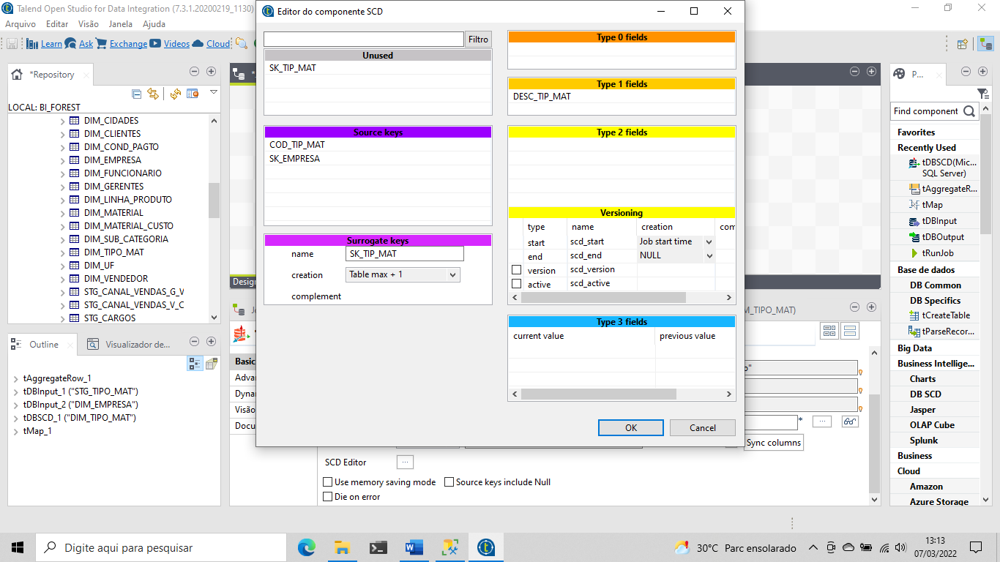 Talend Open Studio for Data Integration (7.3.1.20200219_1130)
Arquivo Editar Visão Janela Ajuda
Learn Ask Exchange Videos Cloud
*Repository
LOCAL: BI_FOREST
DIM_CIDADES
DIM_CLIENTES
DIM_COND_PAGTO
DIM_EMPRESA
DIM_FUNCIONARIO
DIM_GERENTES
DIM_LINHA_PRODUTO
DIM_MATERIAL
DIM_MATERIAL_CUSTO
DIM_SUB_CATEGORIA
DIM_TIPO_MAT
DIM_UF
DIM_VENDEDOR
STG_CANAL_VENDAS_G_V
STG_CANAL_VENDAS_V_C
STG_CARGOS
Outline
Visualizador de...
tAggregateRow_1
tDBInput_1 ("STG_TIPO_MAT")
tDBInput_2 ("DIM_EMPRESA")
tDBSCD_1 ("DIM_TIPO_MAT")
tMap_1
Editor do componente SCD
Filtro
Unused
SK_TIP_MAT
Source keys
COD_TIP_MAT
SK_EMPRESA
Surrogate keys
name SK_TIP_MAT
creation Table max + 1
complement
Type 0 fields
Type 1 fields
DESC_TIP_MAT
Type 2 fields
Versioning
type name creation com
start scd_start Job start time
end scd_end NULL
version scd_version
active scd_active
Type 3 fields
current value previous value
OK Cancel
Design
M_TIPO_MAT)
Basic
Advan
Dynan
Visão
Docu
o"
*
Sync columns
SCD Editor
...
Use memory saving mode Source keys include Null
Die on error
P...
Find component
Favorites
Recently Used
tDBSCD(Mic...
SQL Server)
tAggregateR...
tMap
tDBInput
tDBOutput
tRunJob
Base de dados
DB Common
DB Specifics
tCreateTable
tParseRecor...
Big Data
Business Intellige...
Charts
DB SCD
Jasper
OLAP Cube
Splunk
Business
Cloud
Amazon
Azure Storage
Digite aqui para pesquisar
30°C Parc ensolarado
13:13
07/03/2022